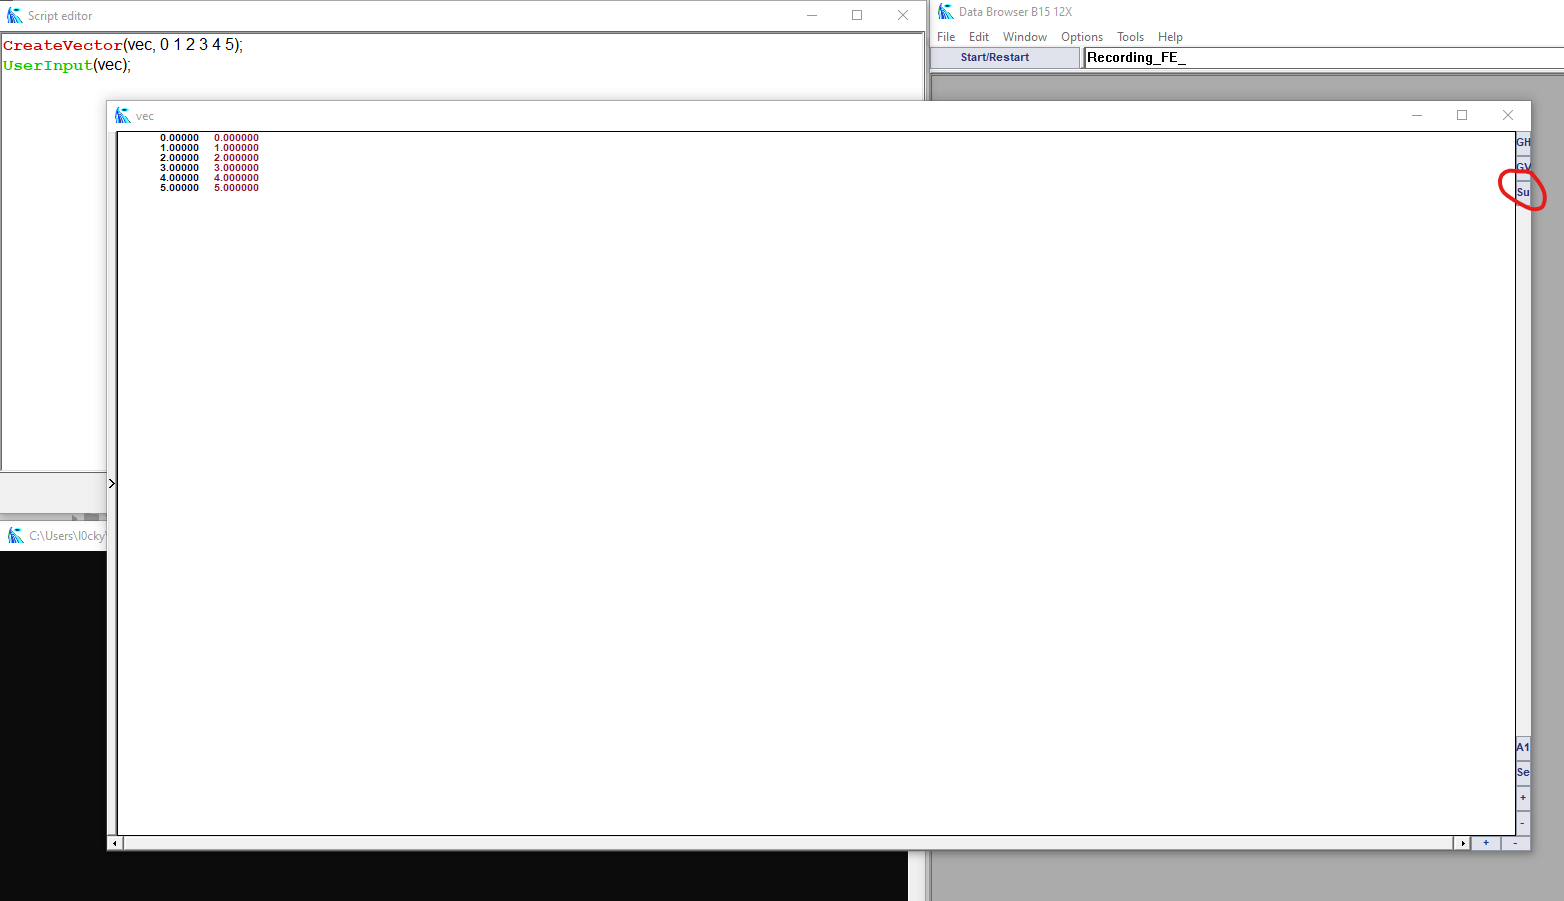 Script editor
CreateVector(vec, 0 1 2 3 4 5);
UserInput(vec);
Data Browser B15 12X
File Edit Window Options Tools Help
Start/Restart
Recording_FE_
vec
0.00000 0.000000
1.00000 1.000000
2.00000 2.000000
3.00000 3.000000
4.00000 4.000000
5.00000 5.000000
GH
GV
Su
>
C:\Users\l0cky\
A1
Se
+
-
+ -